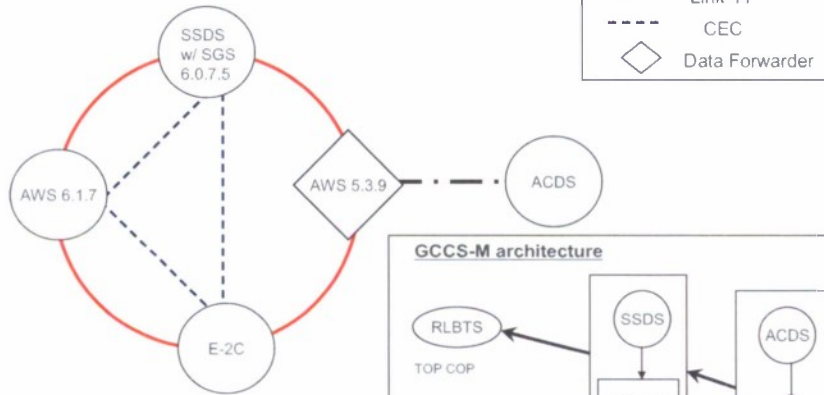 SSDS
w/ SGS
6.0.7.5
CEC
Data Forwarder
AWS 6.1.7
AWS 5.3.9
ACDS
E-2C
GCCS-M architecture
RLBTS
TOP COP
SSDS
ACDS